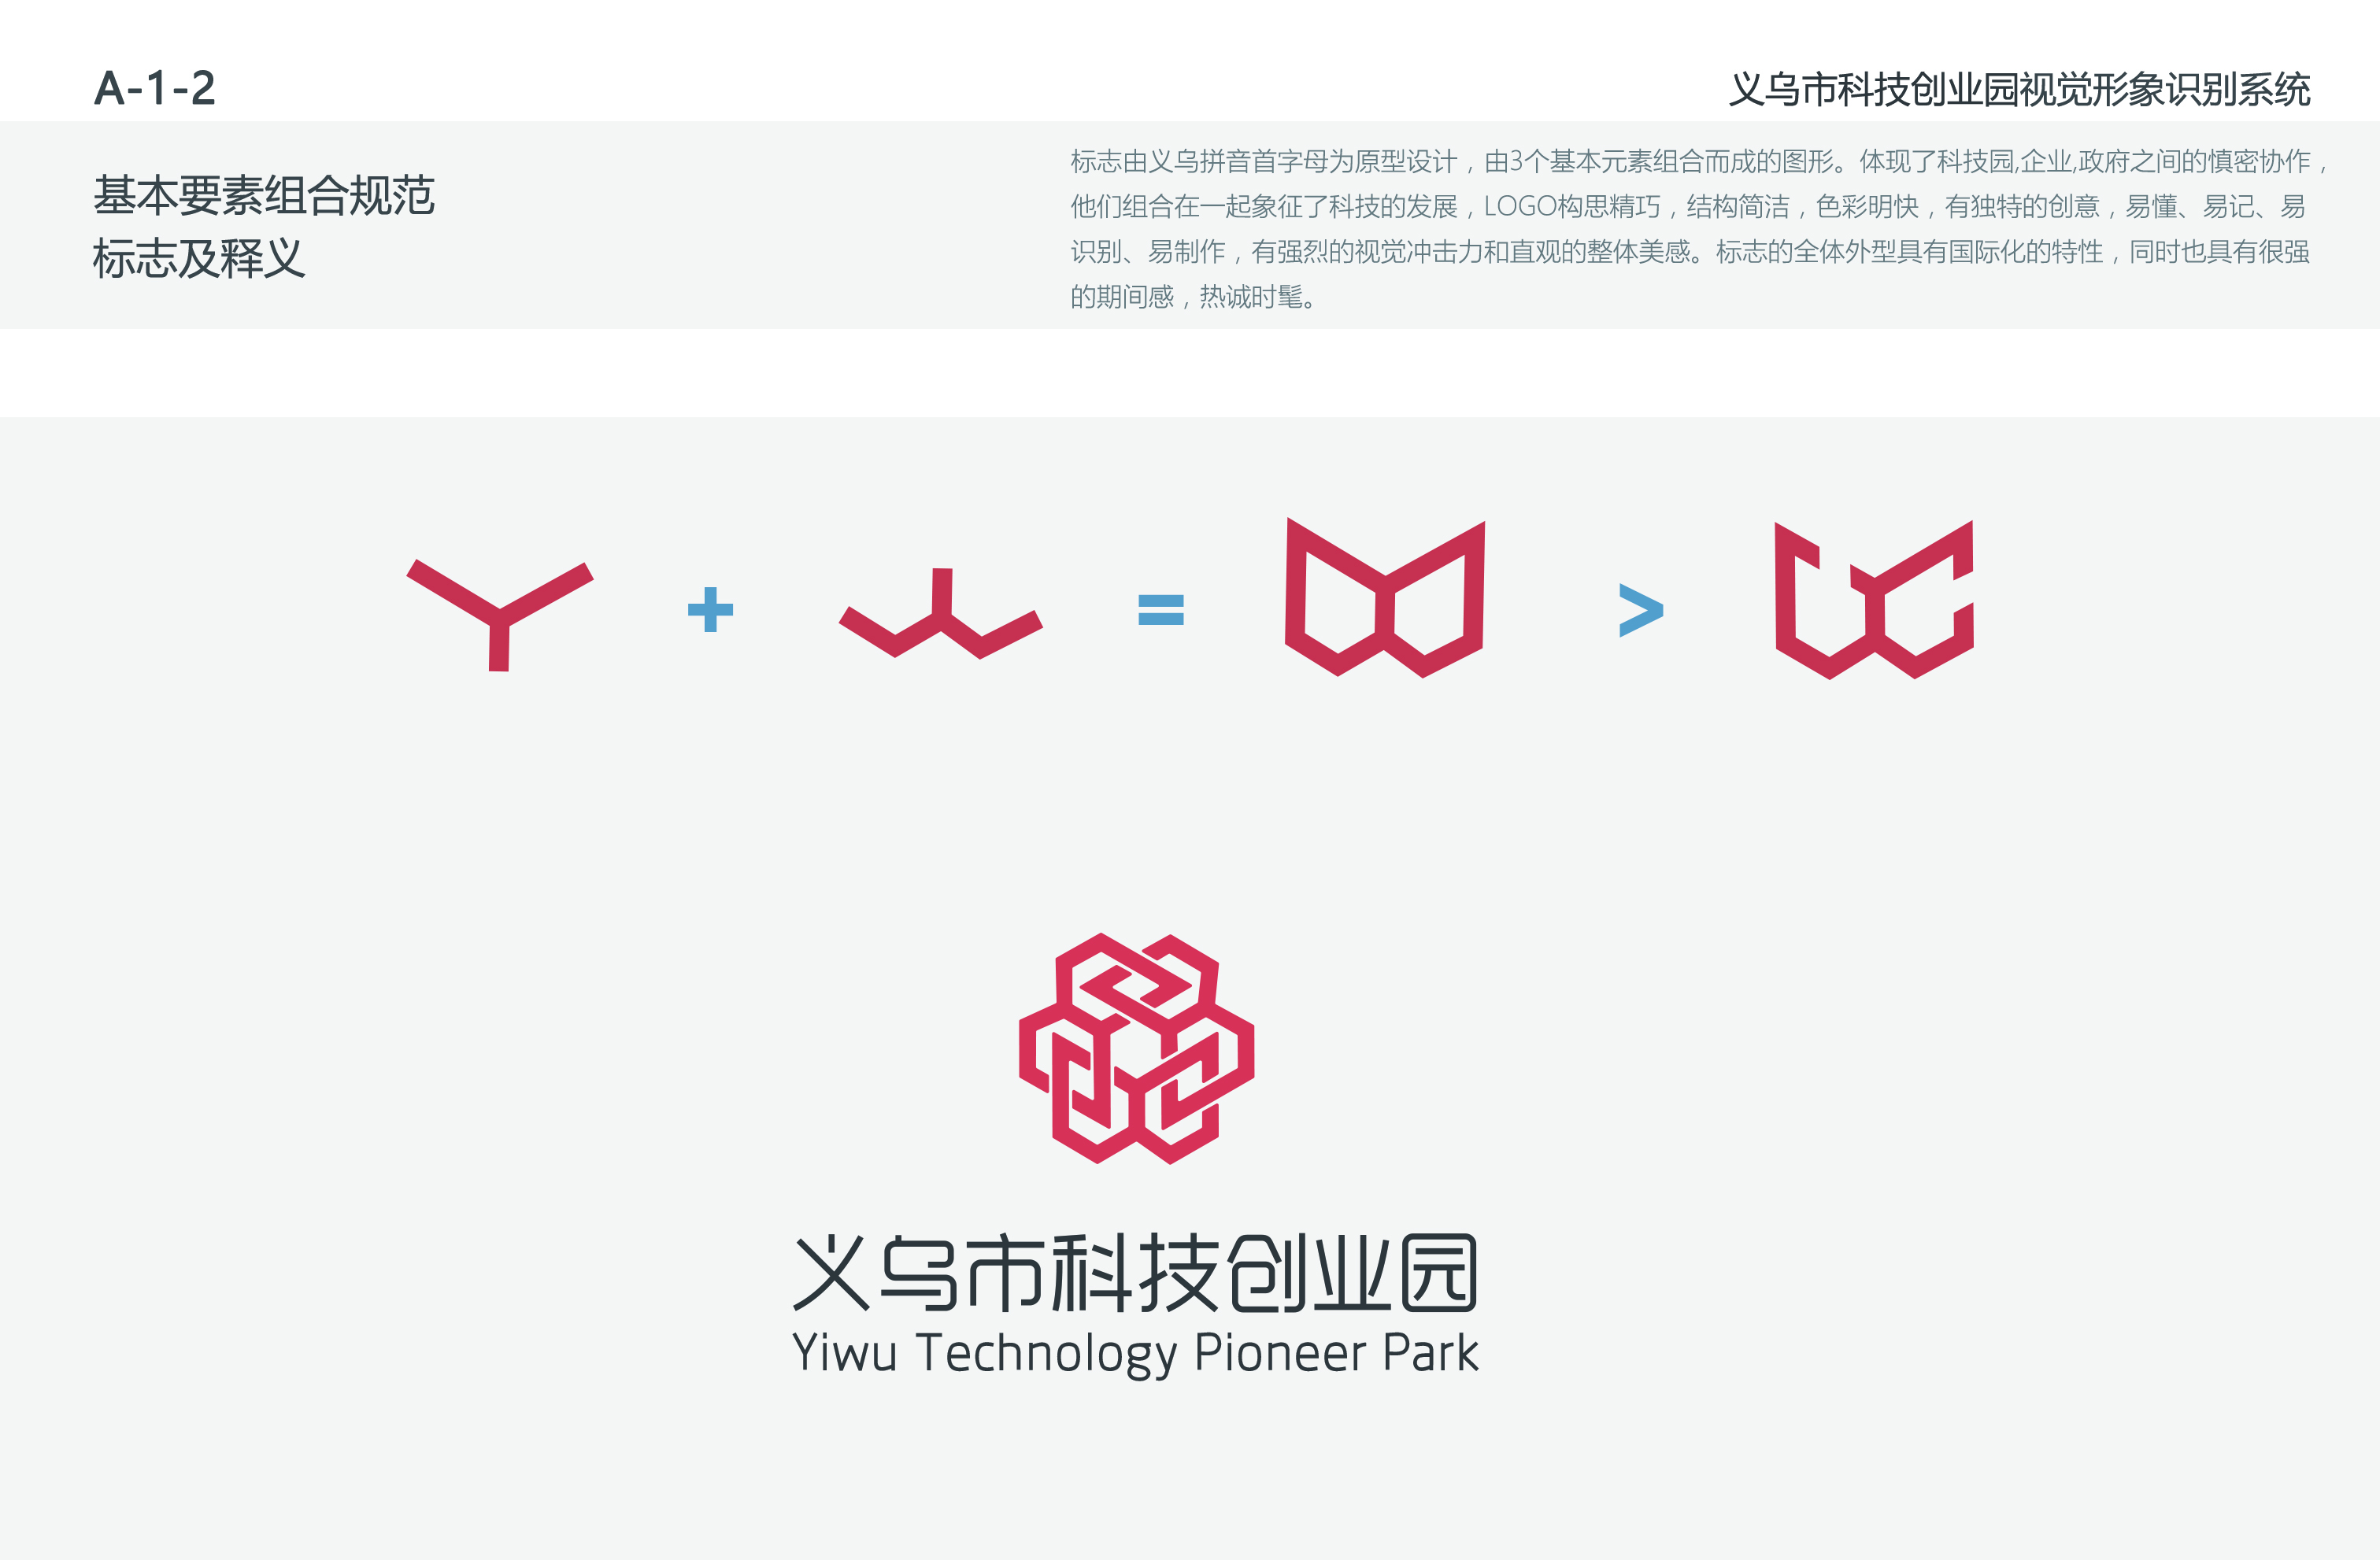 A-1-2
义乌市科技创业园视觉形象识别系统
基本要素组合规范
标志及释义
标志由义乌拼音首字母为原型设计，由3个基本元素组合而成的图形。体现了科技园,企业,政府之间的慎密协作，
他们组合在一起象征了科技的发展，LOGO构思精巧，结构简洁，色彩明快，有独特的创意，易懂、易记、易
识别、易制作，有强烈的视觉冲击力和直观的整体美感。标志的全体外型具有国际化的特性，同时也具有很强
的期间感，热诚时髦。
+ = >
义乌市科技创业园
Yiwu Technology Pioneer Park